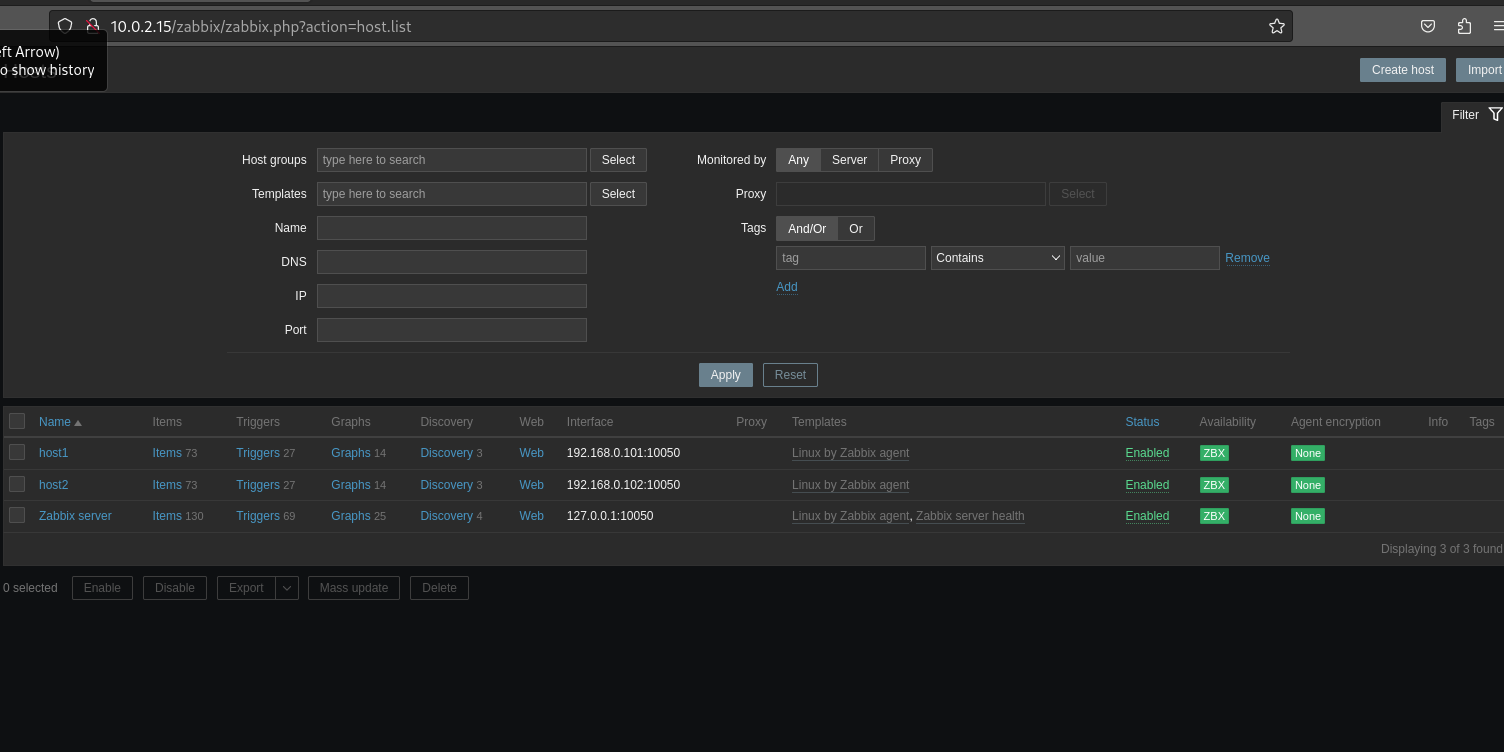 10.0.2.15/zabbix/zabbix.php?action=host.list
eft Arrow)
o show history
Create host Import
Filter
Host groups type here to search Select Monitored by Any Server Proxy
Templates type here to search Select Proxy Select
Name Tags And/Or Or
DNS tag Contains value Remove
IP Add
Port
Apply Reset
Name Items Triggers Graphs Discovery Web Interface Proxy Templates Status Availability Agent encryption Info Tags
host1 Items 73 Triggers 27 Graphs 14 Discovery 3 Web 192.168.0.101:10050 Linux by Zabbix agent Enabled ZBX None
host2 Items 73 Triggers 27 Graphs 14 Discovery 3 Web 192.168.0.102:10050 Linux by Zabbix agent Enabled ZBX None
Zabbix server Items 130 Triggers 69 Graphs 25 Discovery 4 Web 127.0.0.1:10050 Linux by Zabbix agent, Zabbix server health Enabled ZBX None
Displaying 3 of 3 found
0 selected Enable Disable Export Mass update Delete